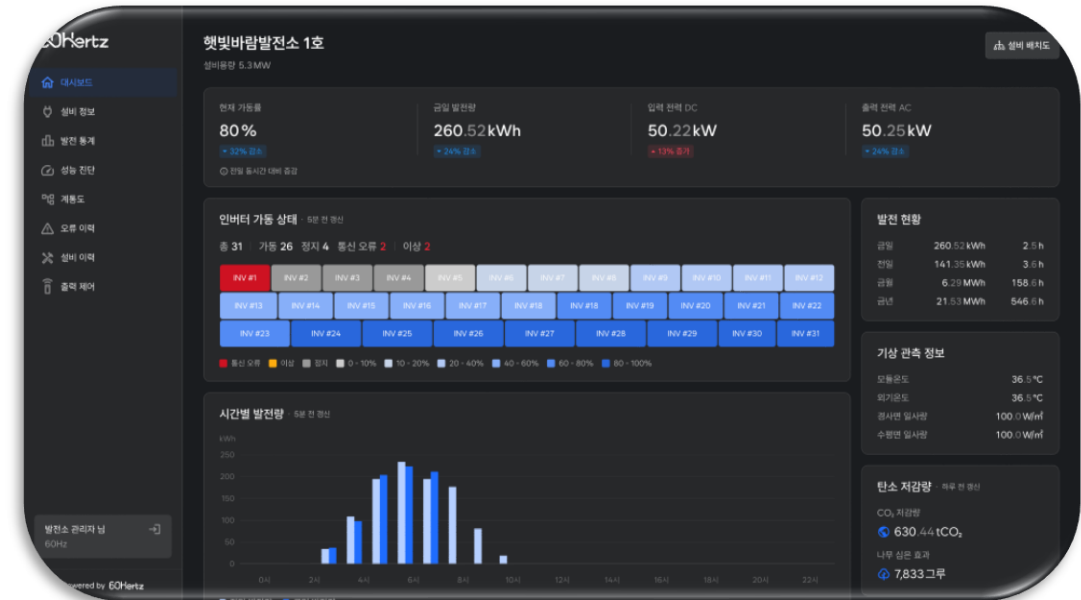 60Hertz
대시보드
설비 정보
발전 통계
성능 진단
계통도
오류 이력
설비 이력
출력 제어
발전소 관리자 님
60Hz
Powered by 60Hertz
햇빛바람발전소 1호
설비용량 5.3MW
설비 배치도
현재 가동률
80%
32% 감소
전일 동시간 대비 증감
금일 발전량
260.52kWh
24% 감소
입력 전력 DC
50.22kW
13% 증가
출력 전력 AC
50.25kW
24% 감소
인버터 가동 상태 · 5분 전 갱신
총 31 가동 26 정지 4 통신 오류 2 이상 2
INV #1 INV #2 INV #3 INV #4 INV #5 INV #6 INV #7 INV #8 INV #9 INV #10 INV #11 INV #12
INV #13 INV #14 INV #15 INV #16 INV #17 INV #18 INV #18 INV #19 INV #20 INV #21 INV #22
INV #23 INV #24 INV #25 INV #26 INV #27 INV #28 INV #29 INV #30 INV #31
통신 오류 이상 정지 0 - 10% 10 - 20% 20 - 40% 40 - 60% 60 - 80% 80 - 100%
시간별 발전량 · 5분 전 갱신
kWh
250
200
150
100
50
0
0시 2시 4시 6시 8시 10시 12시 14시 16시 18시 20시 22시
발전 현황
금일 260.52kWh 2.5h
전일 141.35kWh 3.6h
금월 6.29MWh 158.6h
금년 21.53MWh 546.6h
기상 관측 정보
모듈온도 36.5℃
외기온도 36.5℃
경사면 일사량 100.0W/㎡
수평면 일사량 100.0W/㎡
탄소 저감량 · 하루 전 갱신
CO₂ 저감량
630.44tCO₂
나무 심은 효과
7,833그루